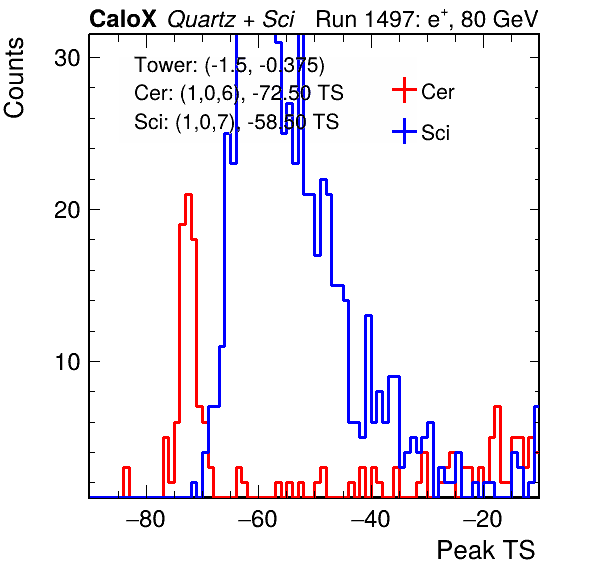 CaloX Quartz + Sci Run 1497: e⁺, 80 GeV
Counts
Tower: (-1.5, -0.375)
Cer: (1,0,6), -72.50 TS
Sci: (1,0,7), -58.50 TS
Cer
Sci
30
20
10
−80 −60 −40 −20
Peak TS